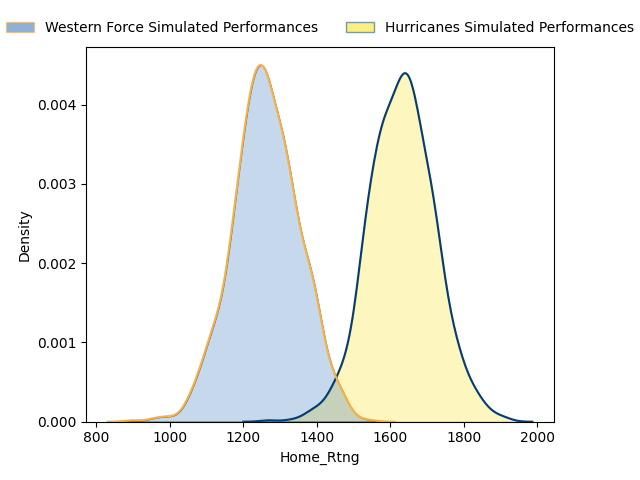 Western Force Simulated Performances Hurricanes Simulated Performances
0.004
0.003
0.002
0.001
0.000
Density
800 1000 1200 1400 1600 1800 2000
Home_Rtng